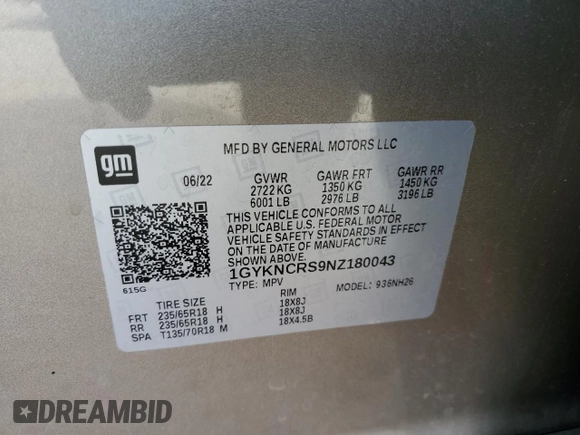 gm
MFD BY GENERAL MOTORS LLC
06/22 GVWR GAWR FRT GAWR RR
2722 KG 1350 KG 1450 KG
6001 LB 2976 LB 3196 LB
THIS VEHICLE CONFORMS TO ALL
APPLICABLE U.S. FEDERAL MOTOR
VEHICLE SAFETY STANDARDS IN EFFECT
ON THE DATE OF MANUFACTURE
SHOWN ABOVE.
1GYKNCRS9NZ180043
615G TYPE: MPV MODEL: 936NH26
TIRE SIZE RIM
FRT 235/65R18 H 18X8J
RR 235/65R18 H 18X8J
SPA T135/70R18 M 18X4.5B
DREAMBID